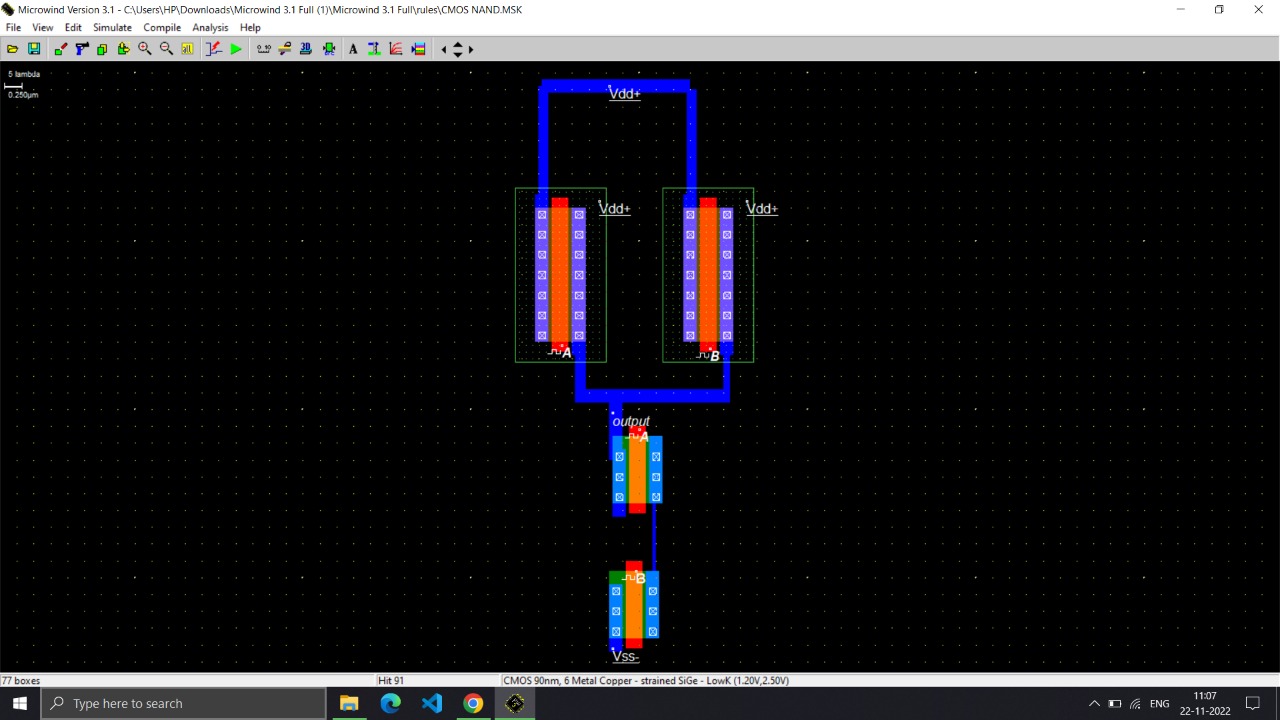 Microwind Version 3.1 - C:\Users\HP\Downloads\Microwind 3.1 Full (1)\Microwind 3.1 Full\rules\CMOS NAND.MSK
File View Edit Simulate Compile Analysis Help
A
5 lambda
0.250µm
Vdd+
Vdd+ Vdd+
A B
output
A
B
Vss-
77 boxes Hit 91 CMOS 90nm, 6 Metal Copper - strained SiGe - LowK (1.20V,2.50V)
Type here to search ENG 11:07
22-11-2022